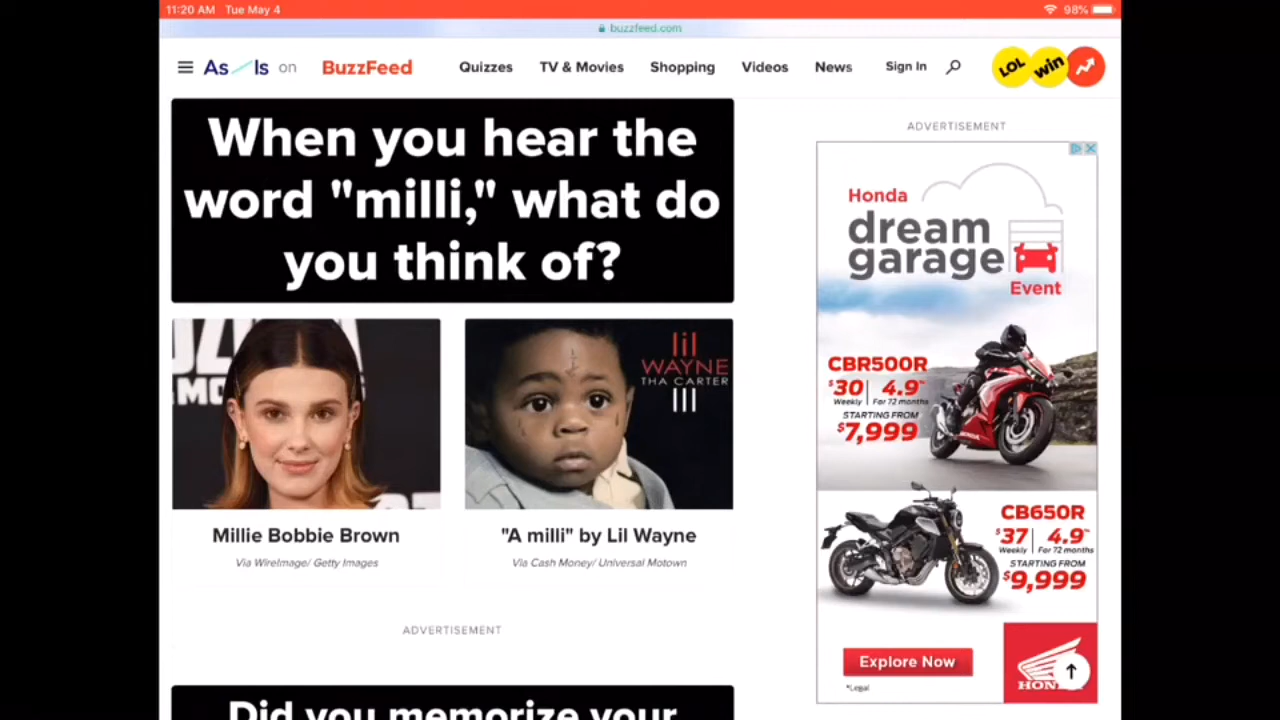 11:20 AM Tue May 4
98%
buzzfeed.com
As/Is on BuzzFeed Quizzes TV & Movies Shopping Videos News Sign In LOL win
When you hear the
word "milli," what do
you think of?
lil
WAYNE
THA CARTER
III
Millie Bobbie Brown
Via WireImage/ Getty Images
"A milli" by Lil Wayne
Via Cash Money/ Universal Motown
ADVERTISEMENT
Did you memorize your
ADVERTISEMENT
Honda
dream
garage
Event
CBR500R
$30 4.9%
Weekly For 72 months
STARTING FROM
$7,999
CB650R
$37 4.9%
Weekly For 72 months
STARTING FROM
$9,999
Explore Now
*Legal